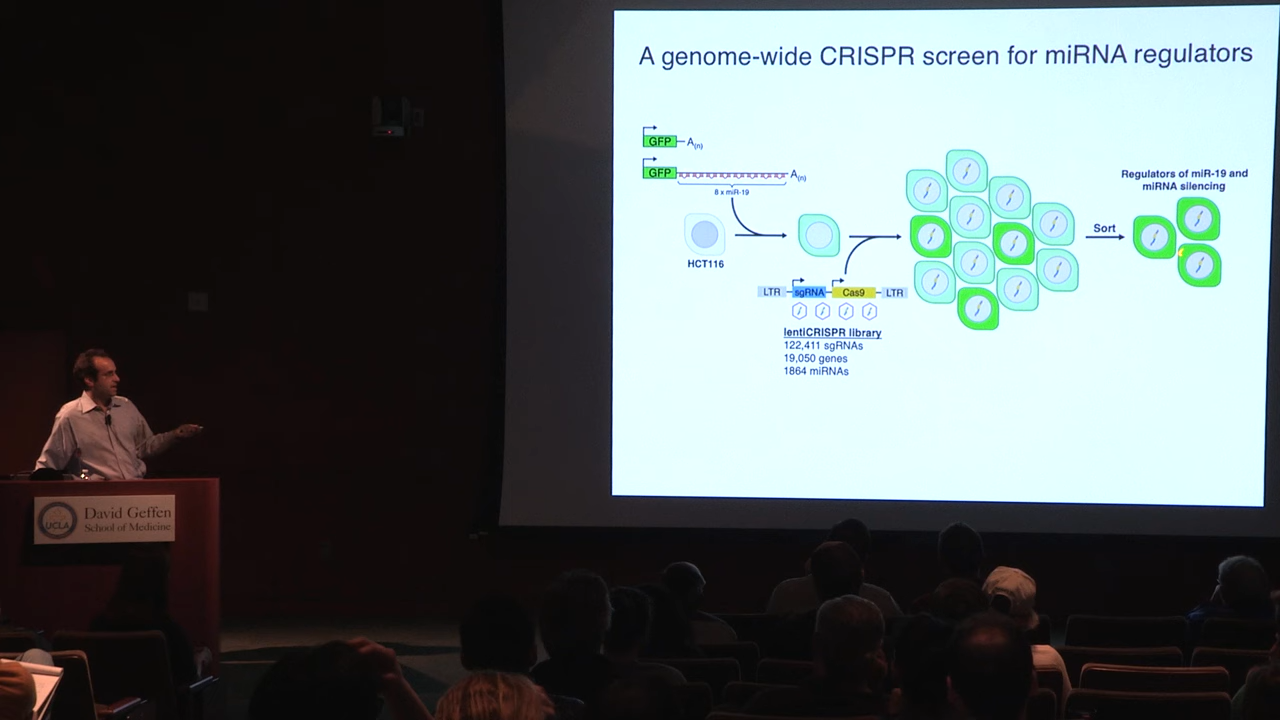 A genome-wide CRISPR screen for miRNA regulators
GFP A(n)
GFP A(n)
8 x miR-19
HCT116
LTR sgRNA Cas9 LTR
lentiCRISPR library
122,411 sgRNAs
19,050 genes
1864 miRNAs
Sort
Regulators of miR-19 and
miRNA silencing
UCLA
David Geffen
School of Medicine